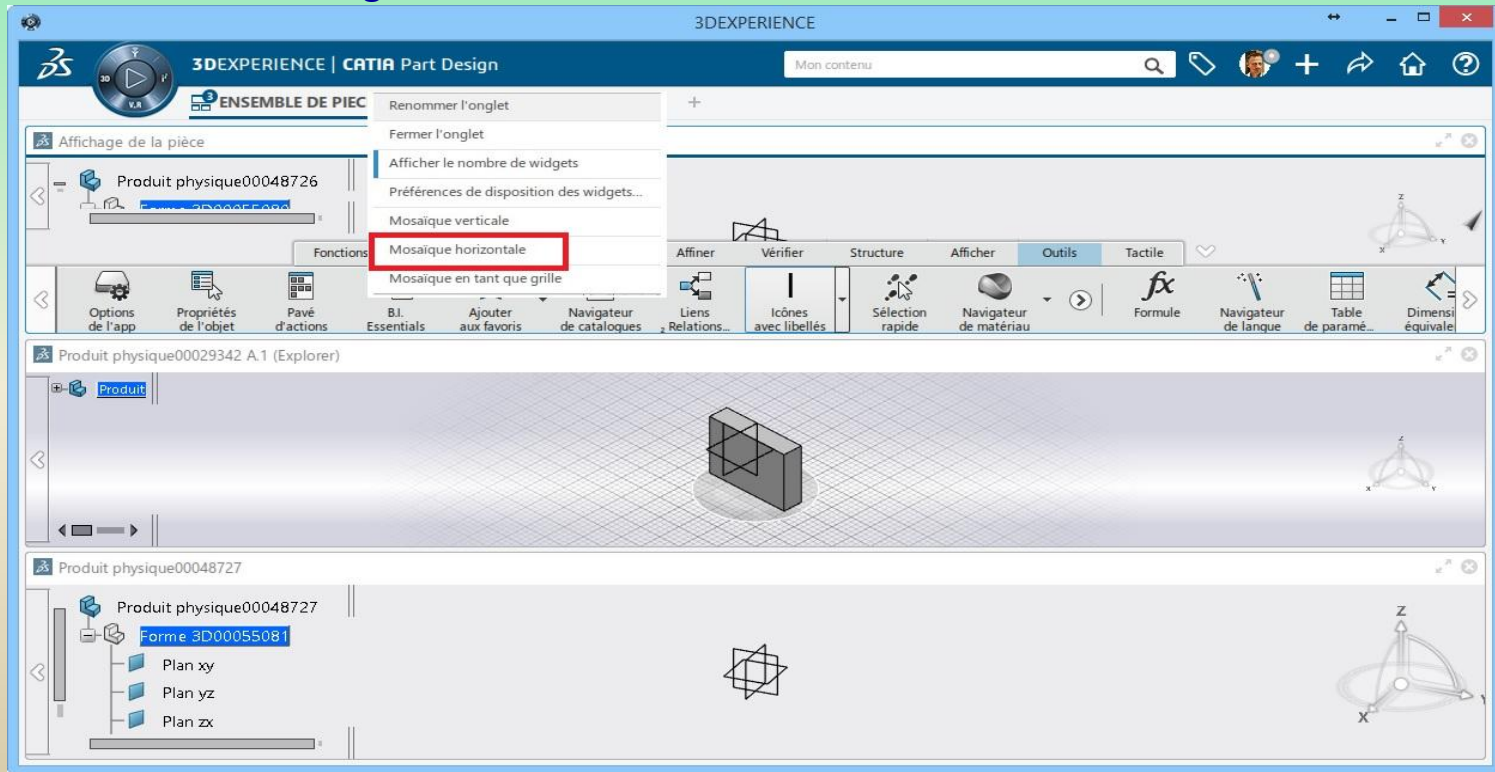 3DEXPERIENCE
3DEXPERIENCE | CATIA Part Design
Mon contenu
3D
V.R
3 ENSEMBLE DE PIEC
+
Renommer l'onglet
Fermer l'onglet
Afficher le nombre de widgets
Préférences de disposition des widgets...
Mosaïque verticale
Mosaïque horizontale
Mosaïque en tant que grille
Affichage de la pièce
Produit physique00048726
Fonctions
Affiner
Vérifier
Structure
Afficher
Outils
Tactile
Options de l'app
Propriétés de l'objet
Pavé d'actions
B.I. Essentials
Ajouter aux favoris
Navigateur de catalogues
Liens Relations...
Icônes avec libellés
Sélection rapide
Navigateur de matériau
Formule
Navigateur de langue
Table de paramé...
Dimensi équivale
Produit physique00029342 A.1 (Explorer)
Produit
z
x
y
Produit physique00048727
Produit physique00048727
Forme 3D00055081
Plan xy
Plan yz
Plan zx
Z
X